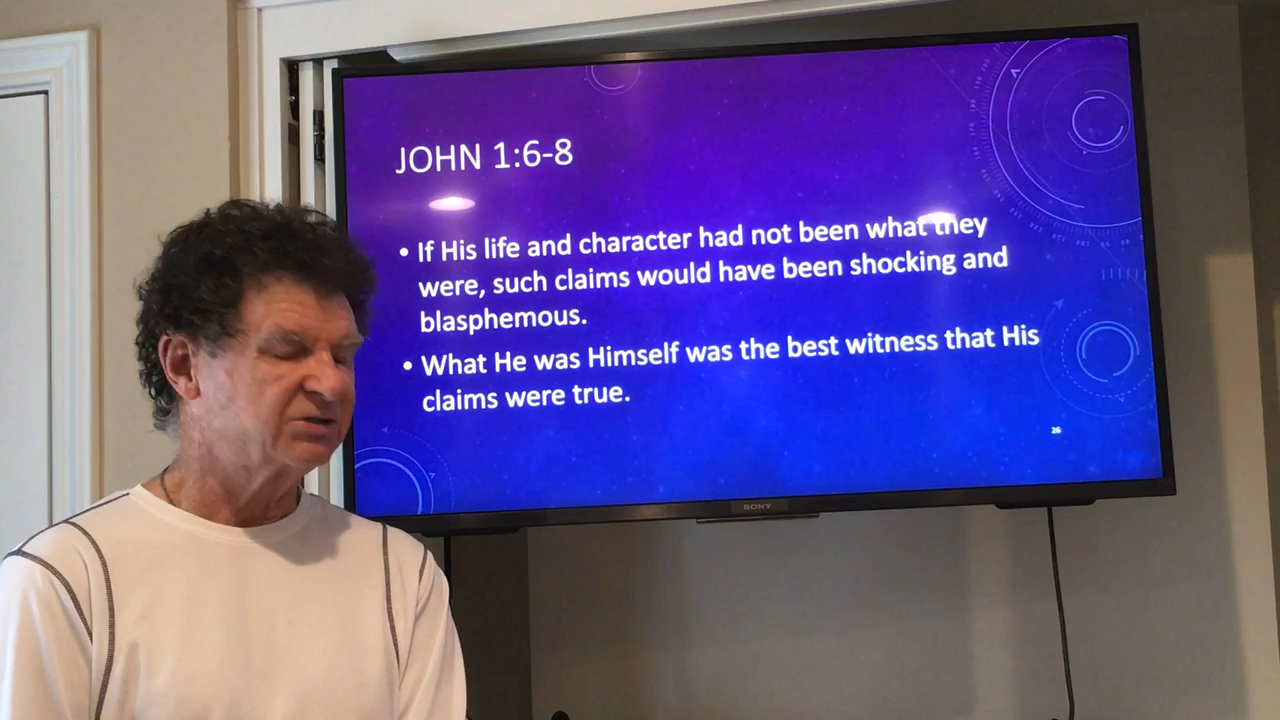 JOHN 1:6-8
• If His life and character had not been what they
were, such claims would have been shocking and
blasphemous.
• What He was Himself was the best witness that His
claims were true.
26
SONY